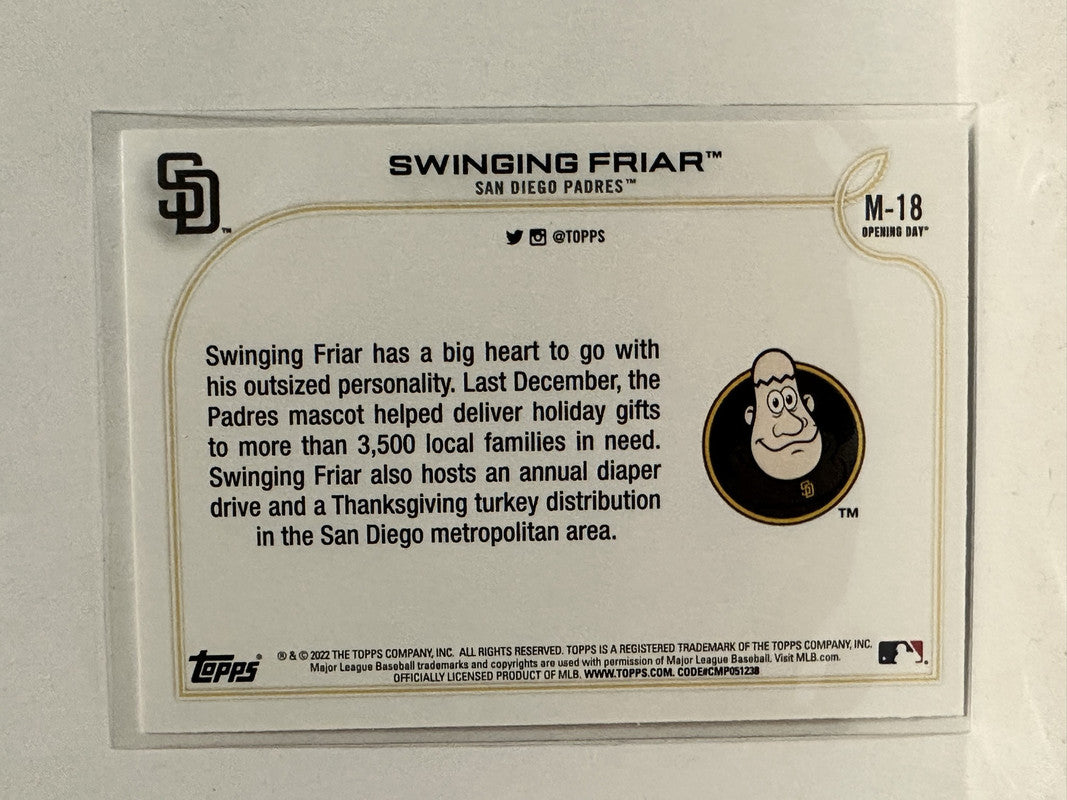 SD™
SWINGING FRIAR™
SAN DIEGO PADRES™
M-18
OPENING DAY®
@TOPPS
Swinging Friar has a big heart to go with
his outsized personality. Last December, the
Padres mascot helped deliver holiday gifts
to more than 3,500 local families in need.
Swinging Friar also hosts an annual diaper
drive and a Thanksgiving turkey distribution
in the San Diego metropolitan area.
SD
TM
Topps®
® & © 2022 THE TOPPS COMPANY, INC. ALL RIGHTS RESERVED. TOPPS IS A REGISTERED TRADEMARK OF THE TOPPS COMPANY, INC.
Major League Baseball trademarks and copyrights are used with permission of Major League Baseball. Visit MLB.com.
OFFICIALLY LICENSED PRODUCT OF MLB. WWW.TOPPS.COM. CODE#CMP051238